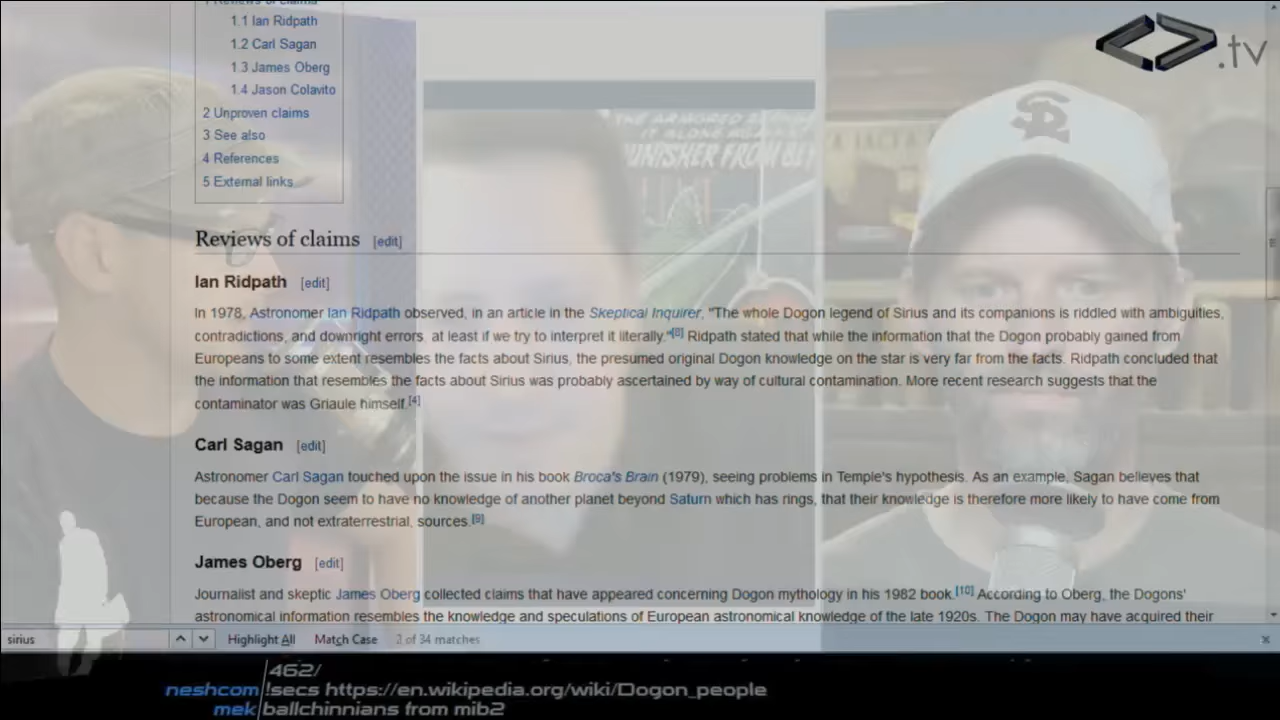 1.1 Ian Ridpath
1.2 Carl Sagan
1.3 James Oberg
1.4 Jason Colavito
2 Unproven claims
3 See also
4 References
5 External links
.tv
Reviews of claims [edit]
Ian Ridpath [edit]
In 1978, Astronomer Ian Ridpath observed, in an article in the Skeptical Inquirer, "The whole Dogon legend of Sirius and its companions is riddled with ambiguities,
contradictions, and downright errors, at least if we try to interpret it literally."[8] Ridpath stated that while the information that the Dogon probably gained from
Europeans to some extent resembles the facts about Sirius, the presumed original Dogon knowledge on the star is very far from the facts. Ridpath concluded that
the information that resembles the facts about Sirius was probably ascertained by way of cultural contamination. More recent research suggests that the
contaminator was Griaule himself.[4]
Carl Sagan [edit]
Astronomer Carl Sagan touched upon the issue in his book Broca's Brain (1979), seeing problems in Temple's hypothesis. As an example, Sagan believes that
because the Dogon seem to have no knowledge of another planet beyond Saturn which has rings, that their knowledge is therefore more likely to have come from
European, and not extraterrestrial, sources.[9]
James Oberg [edit]
Journalist and skeptic James Oberg collected claims that have appeared concerning Dogon mythology in his 1982 book.[10] According to Oberg, the Dogons'
astronomical information resembles the knowledge and speculations of European astronomical knowledge of the late 1920s. The Dogon may have acquired their
sirius Highlight All Match Case 2 of 34 matches
462/
neshcom !secs https://en.wikipedia.org/wiki/Dogon_people
mek ballchinnians from mib2